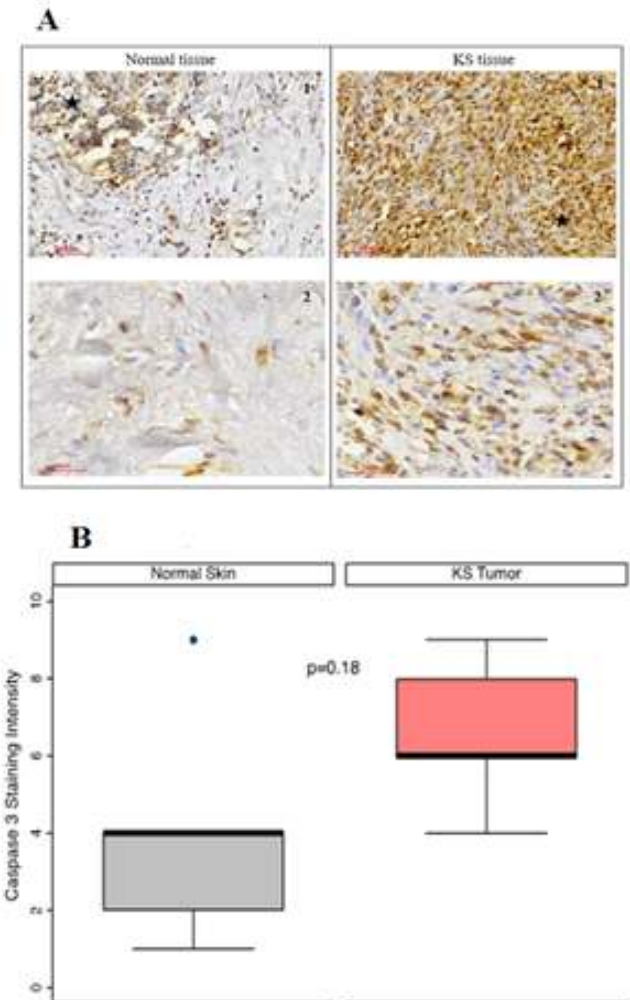 A
Normal tissue
KS tissue
1
1
2
2
B
Normal Skin
KS Tumor
Caspase 3 Staining Intensity
10
8
6
4
2
0
p=0.18